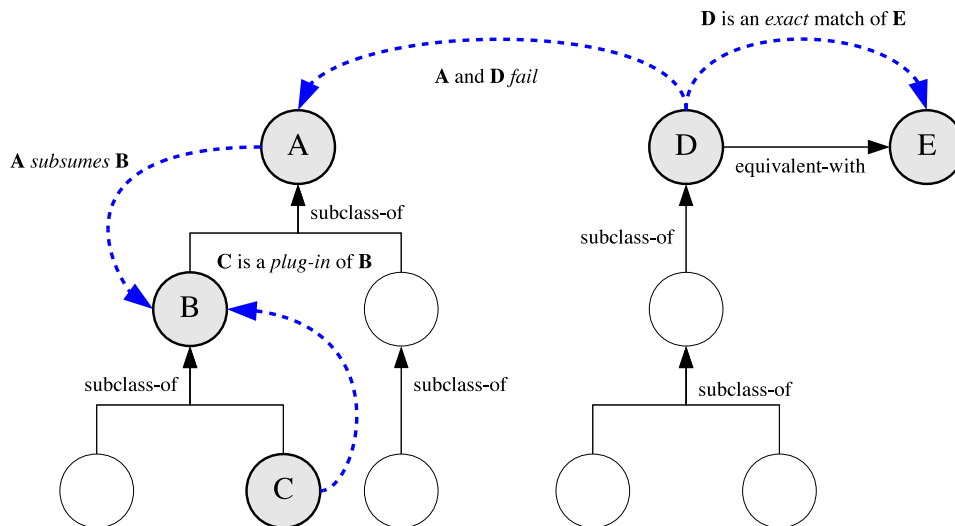 D is an exact match of E
A and D fail
A
D
E
A subsumes B
equivalent-with
subclass-of
subclass-of
C is a plug-in of B
B
subclass-of
subclass-of
subclass-of
C